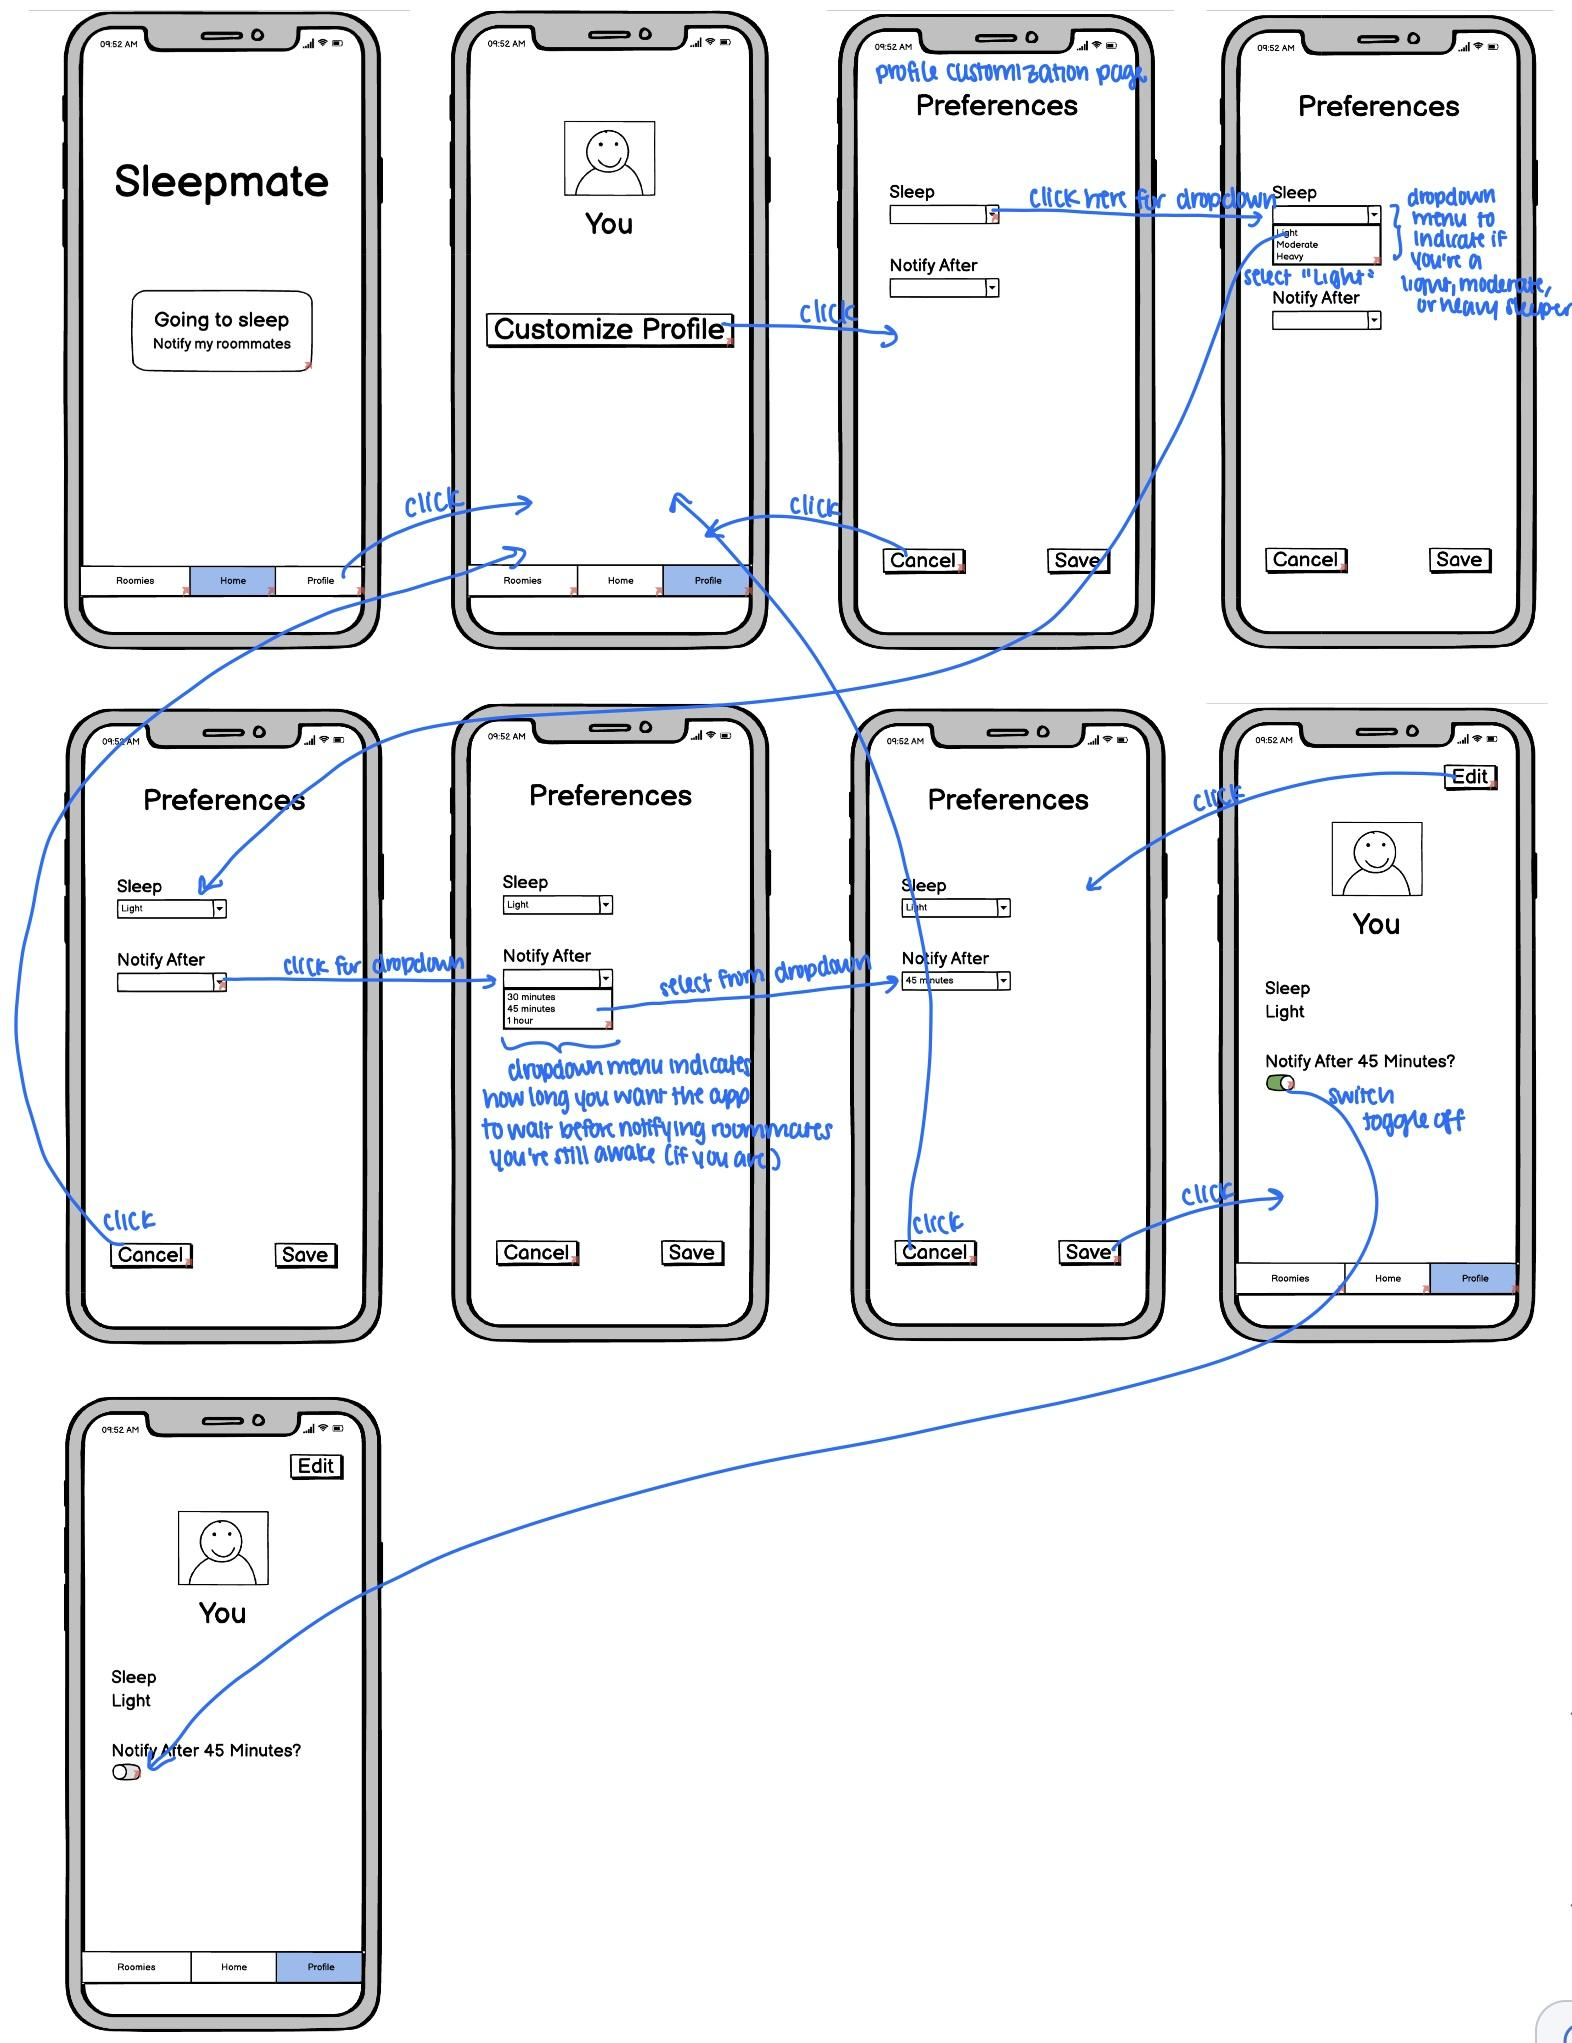 09:52 AM
Sleepmate
Going to sleep
Notify my roommates
Roomies
Home
Profile
click
09:52 AM
You
Customize Profile
click
Roomies
Home
Profile
09:52 AM
profile customization page
Preferences
Sleep
click here for dropdown
Notify After
click
Cancel
Save
09:52 AM
Preferences
Sleep
Light
Moderate
Heavy
select "Light"
dropdown
menu to
indicate if
you're a
light, moderate,
or heavy sleeper
Notify After
Cancel
Save
09:52 AM
Preferences
Sleep
Light
Notify After
click for dropdown
click
Cancel
Save
09:52 AM
Preferences
Sleep
Light
Notify After
30 minutes
45 minutes
1 hour
select from dropdown
dropdown menu indicates
how long you want the app
to wait before notifying roommates
you're still awake (if you are)
Cancel
Save
09:52 AM
Preferences
Sleep
Light
Notify After
45 minutes
click
Cancel
Save
click
09:52 AM
Edit
click
You
Sleep
Light
Notify After 45 Minutes?
switch
toggle off
Roomies
Home
Profile
09:52 AM
Edit
You
Sleep
Light
Notify After 45 Minutes?
Roomies
Home
Profile